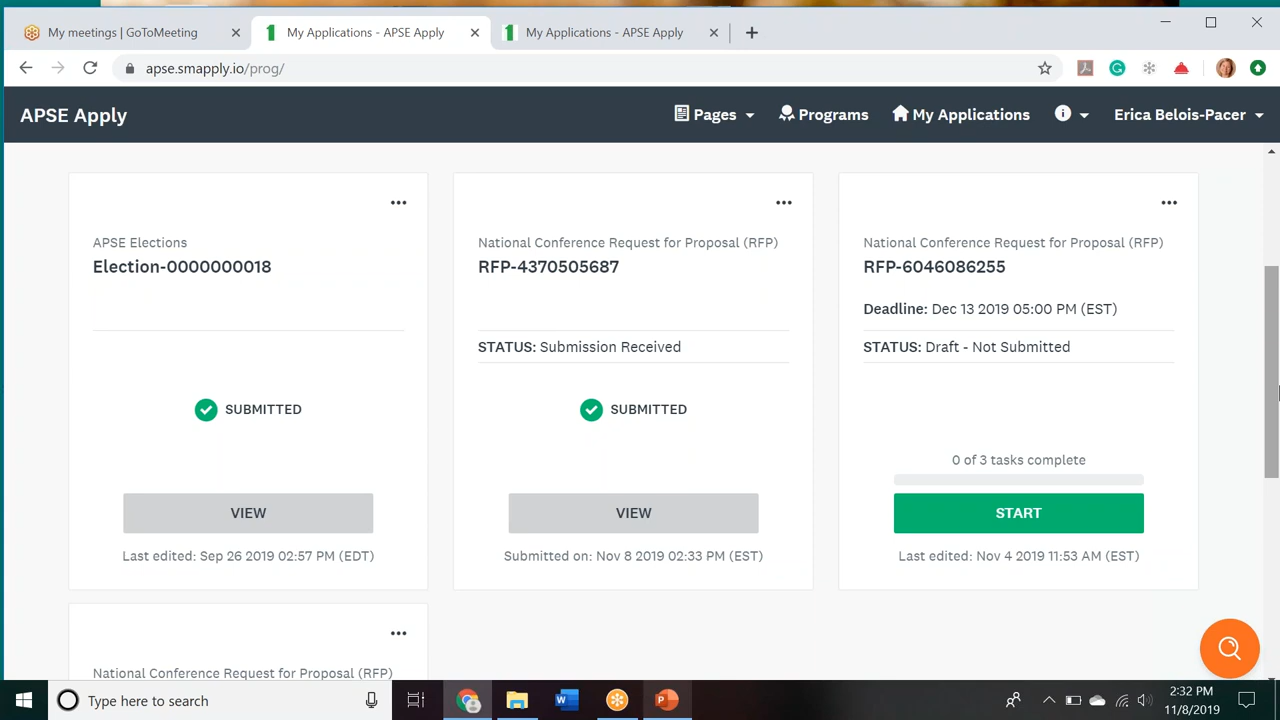 My meetings | GoToMeeting
My Applications - APSE Apply
My Applications - APSE Apply
apse.smapply.io/prog/
APSE Apply
Pages
Programs
My Applications
Erica Belois-Pacer
APSE Elections
Election-0000000018
SUBMITTED
VIEW
Last edited: Sep 26 2019 02:57 PM (EDT)
National Conference Request for Proposal (RFP)
RFP-4370505687
STATUS: Submission Received
SUBMITTED
VIEW
Submitted on: Nov 8 2019 02:33 PM (EST)
National Conference Request for Proposal (RFP)
RFP-6046086255
Deadline: Dec 13 2019 05:00 PM (EST)
STATUS: Draft - Not Submitted
0 of 3 tasks complete
START
Last edited: Nov 4 2019 11:53 AM (EST)
National Conference Request for Proposal (RFP)
Type here to search
2:32 PM
11/8/2019